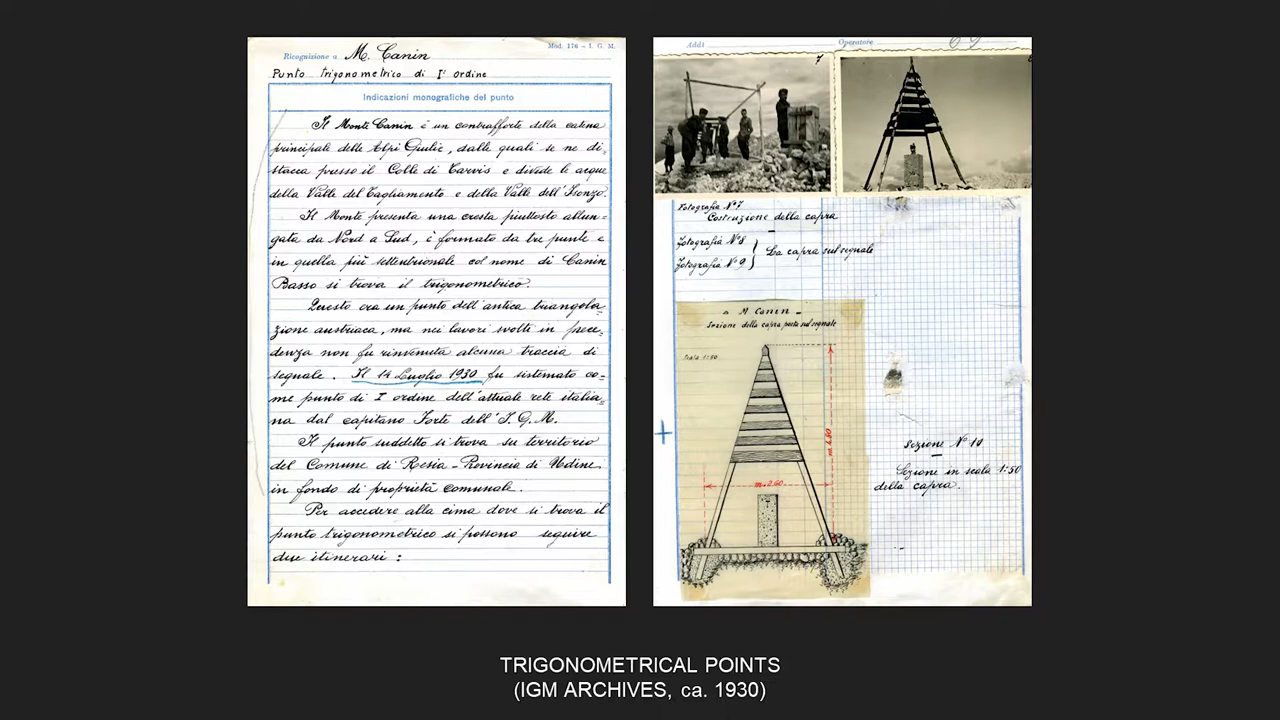 Mod. 176 - I. G. M.
Ricognizione a M. Canin
Punto trigonometrico di I° ordine
Indicazioni monografiche del punto
Il Monte Canin è un contrafforte della catena
principale delle Alpi Giulie, dalle quali se ne di-
stacca presso il Colle di Tarvis e divide le acque
della Valle del Tagliamento e della Valle dell'Isonzo.
Il Monte presenta una cresta piuttosto allun-
gata da Nord a Sud, è formato da tre punte e
in quella più settentrionale col nome di Canin
Basso si trova il trigonometrico.
Questo era un punto dell'antica triangola-
zione austriaca, ma nei lavori svolti in prece-
denza non fu rinvenuta alcuna traccia di
segnale. Il 14 Luglio 1930 fu sistemato co-
me punto di I ordine dell'attuale rete italia-
na dal capitano Forte dell'I.G.M.
Il punto suddetto si trova su territorio
del Comune di Resia - Provincia di Udine
in fondo di proprietà comunale.
Per accedere alla cima dove si trova il
punto trigonometrico si possono seguire
due itinerari :
Addì Operatore 69
7
8
Fotografia N°7
Costruzione della capra
Fotografia N°8
Fotografia N°9 } La capra sul segnale
M Canin
Sezione della capra posta sul segnale
Scala 1:50
m. 4.80
m. 2.60
Sezione N° 10
Sezione in scala 1:50
della capra.
TRIGONOMETRICAL POINTS
(IGM ARCHIVES, ca. 1930)